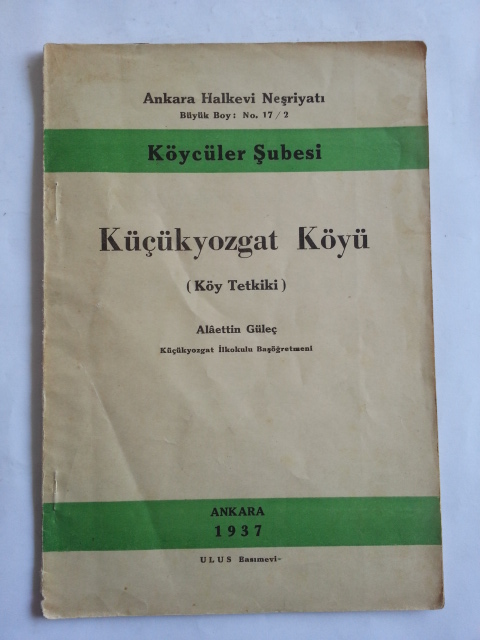 Ankara Halkevi Neşriyatı
Büyük Boy: No. 17/2
Köycüler Şubesi
Küçükyozgat Köyü
(Köy Tetkiki)
Alâettin Güleç
Küçükyozgat İlkokulu Başöğretmeni
ANKARA
1937
ULUS Basımevi-